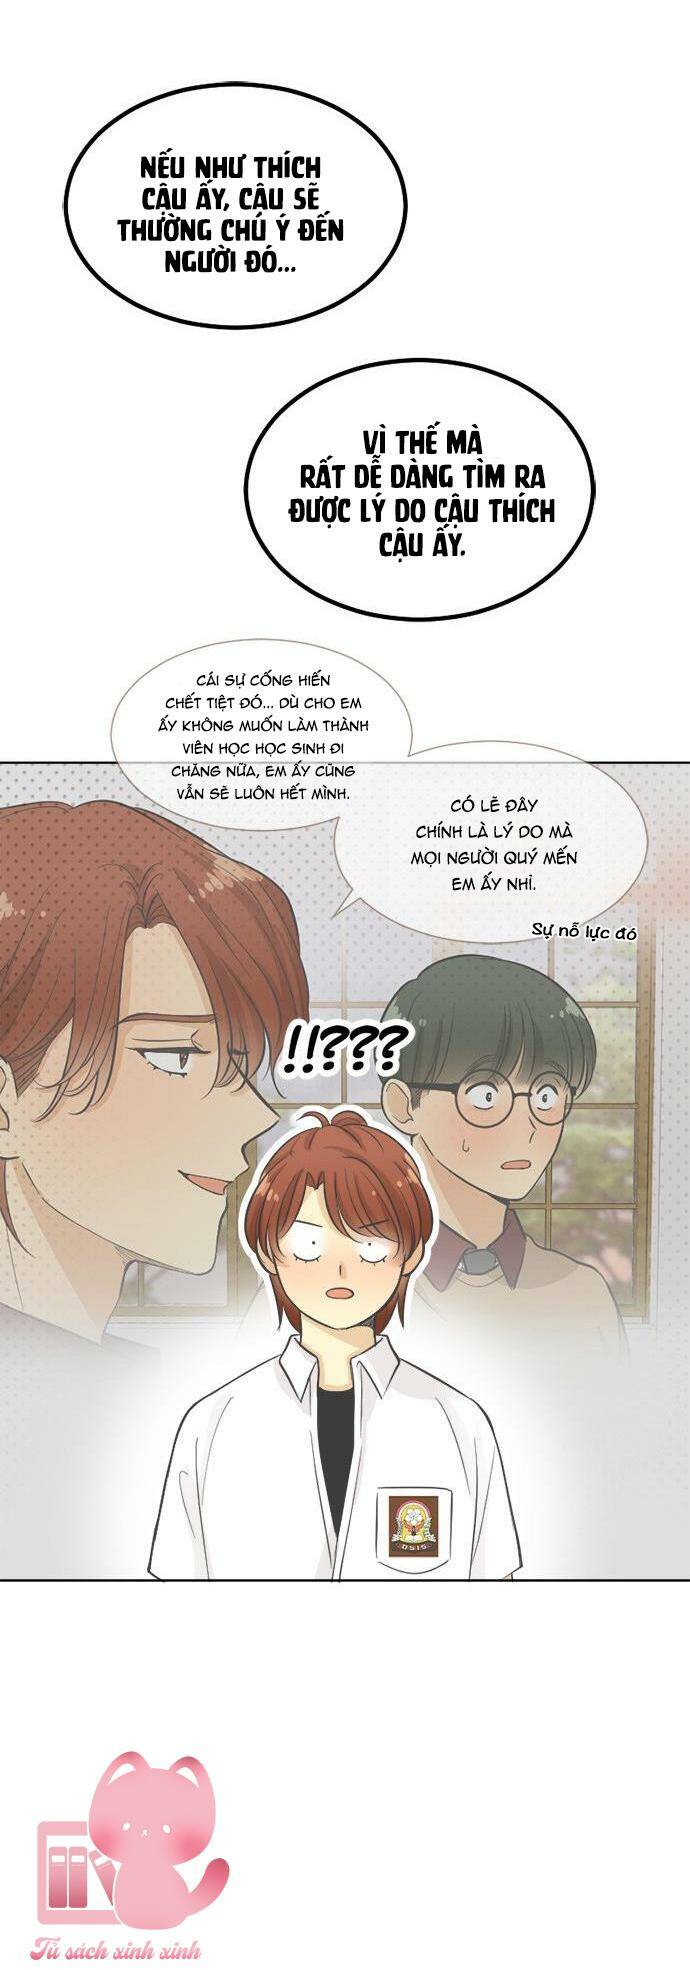 NẾU NHƯ THÍCH
CẬU ẤY, CẬU SẼ
THƯỜNG CHÚ Ý ĐẾN
NGƯỜI ĐÓ...
VÌ THẾ MÀ
RẤT DỄ DÀNG TÌM RA
ĐƯỢC LÝ DO CẬU THÍCH
CẬU ẤY.
CÁI SỰ CỐNG HIẾN
CHẾT TIỆT ĐÓ... DÙ CHO EM
ẤY KHÔNG MUỐN LÀM THÀNH
VIÊN HỌC HỌC SINH ĐI
CHĂNG NỮA, EM ẤY CŨNG
VẪN SẼ LUÔN HẾT MÌNH.
CÓ LẼ ĐÂY
CHÍNH LÀ LÝ DO MÀ
MỌI NGƯỜI QUÝ MẾN
EM ẤY NHỈ.
Sự nỗ lực đó
!!???
OSIS
Tủ sách xinh xinh